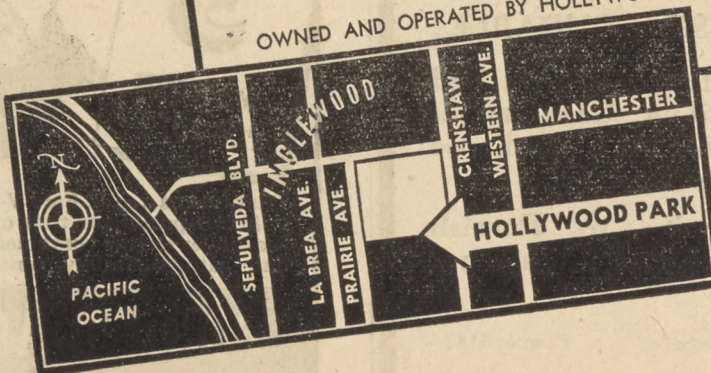 OWNED AND OPERATED BY
INGLEWOOD
MANCHESTER
SEPULVEDA BLVD.
LA BREA AVE.
PRAIRIE AVE.
CRENSHAW
WESTERN AVE.
HOLLYWOOD PARK
N
PACIFIC
OCEAN